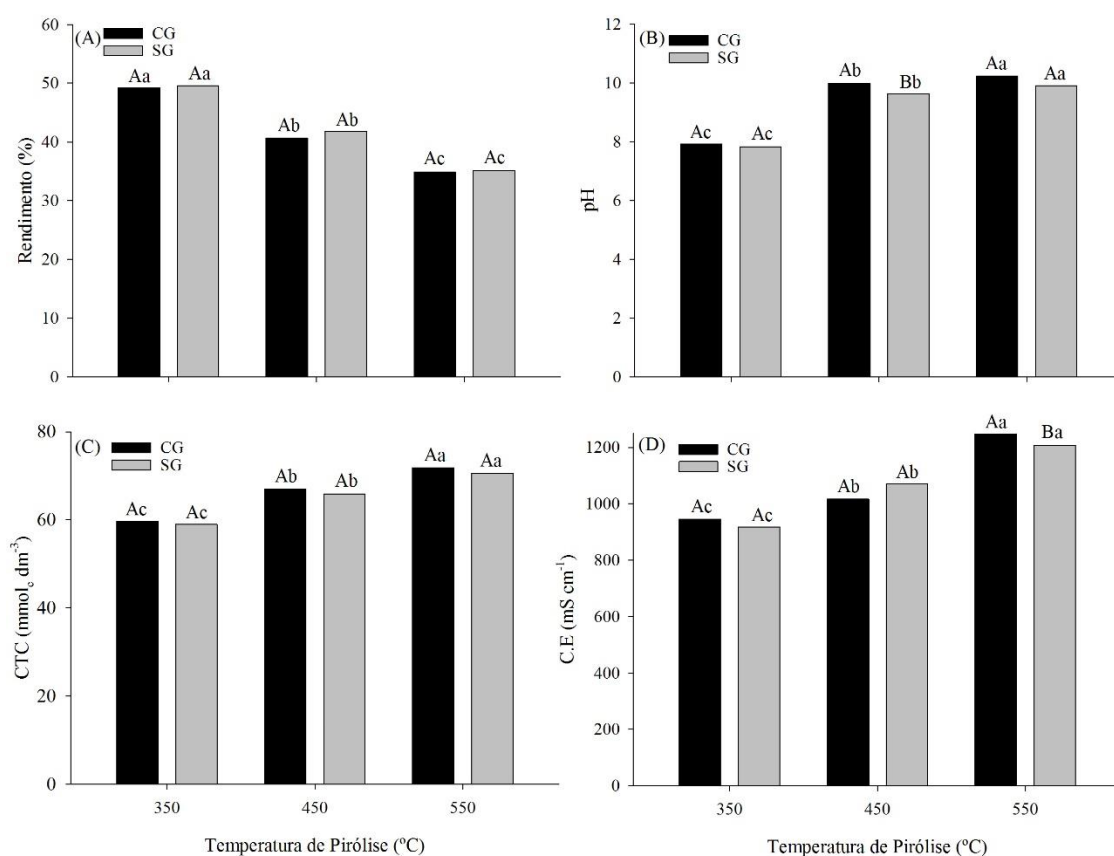 (A)
CG
SG
Rendimento (%)
60
50
40
30
20
10
0
Aa Aa
Ab Ab
Ac Ac
(B)
CG
SG
pH
12
10
8
6
4
2
0
Ac Ac
Ab Bb
Aa Aa
(C)
CG
SG
CTC (mmolc dm-3)
80
60
40
20
0
Ac Ac
Ab Ab
Aa Aa
350 450 550
Temperatura de Pirólise (ºC)
(D)
CG
SG
C.E (mS cm-1)
1200
1000
800
600
400
200
0
Ac Ac
Ab Ab
Aa Ba
350 450 550
Temperatura de Pirólise (ºC)